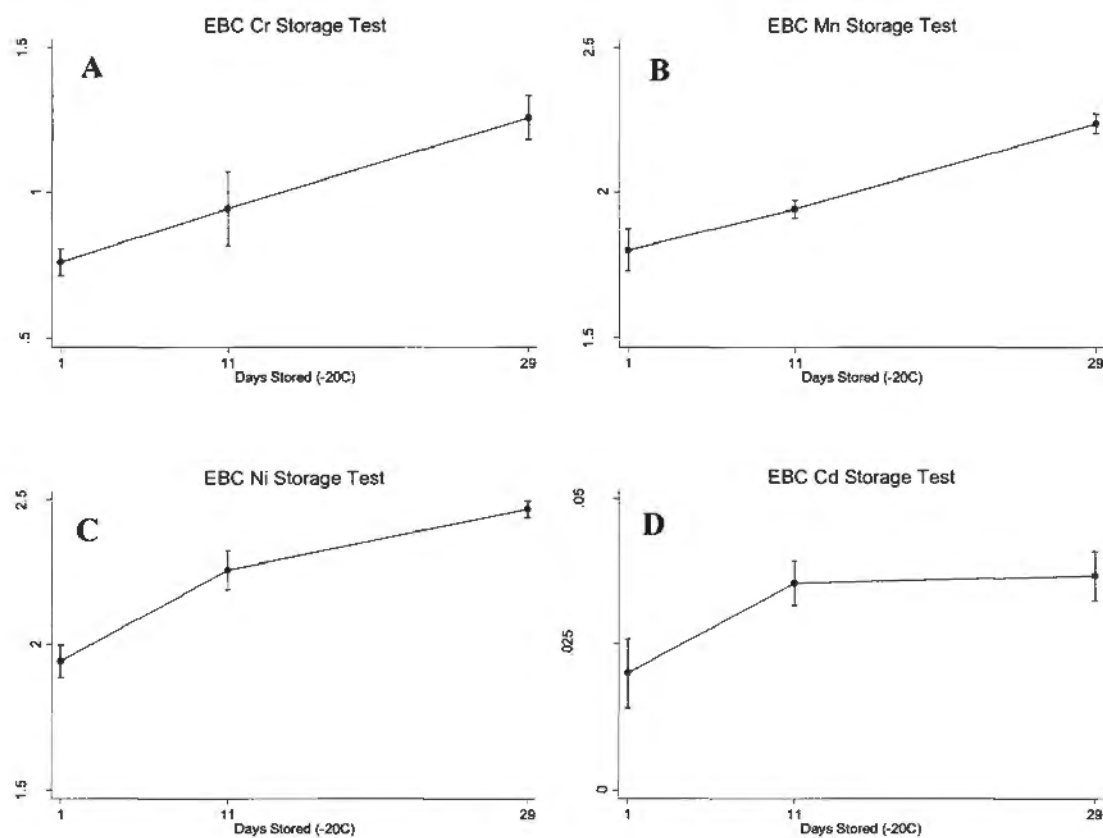 EBC Cr Storage Test
A
1.5
1
.5
1
11
29
Days Stored (-20C)
EBC Mn Storage Test
B
2.5
2
1.5
1
11
29
Days Stored (-20C)
EBC Ni Storage Test
C
2.5
2
1.5
1
11
29
Days Stored (-20C)
EBC Cd Storage Test
D
.05
.025
0
1
11
29
Days Stored (-20C)